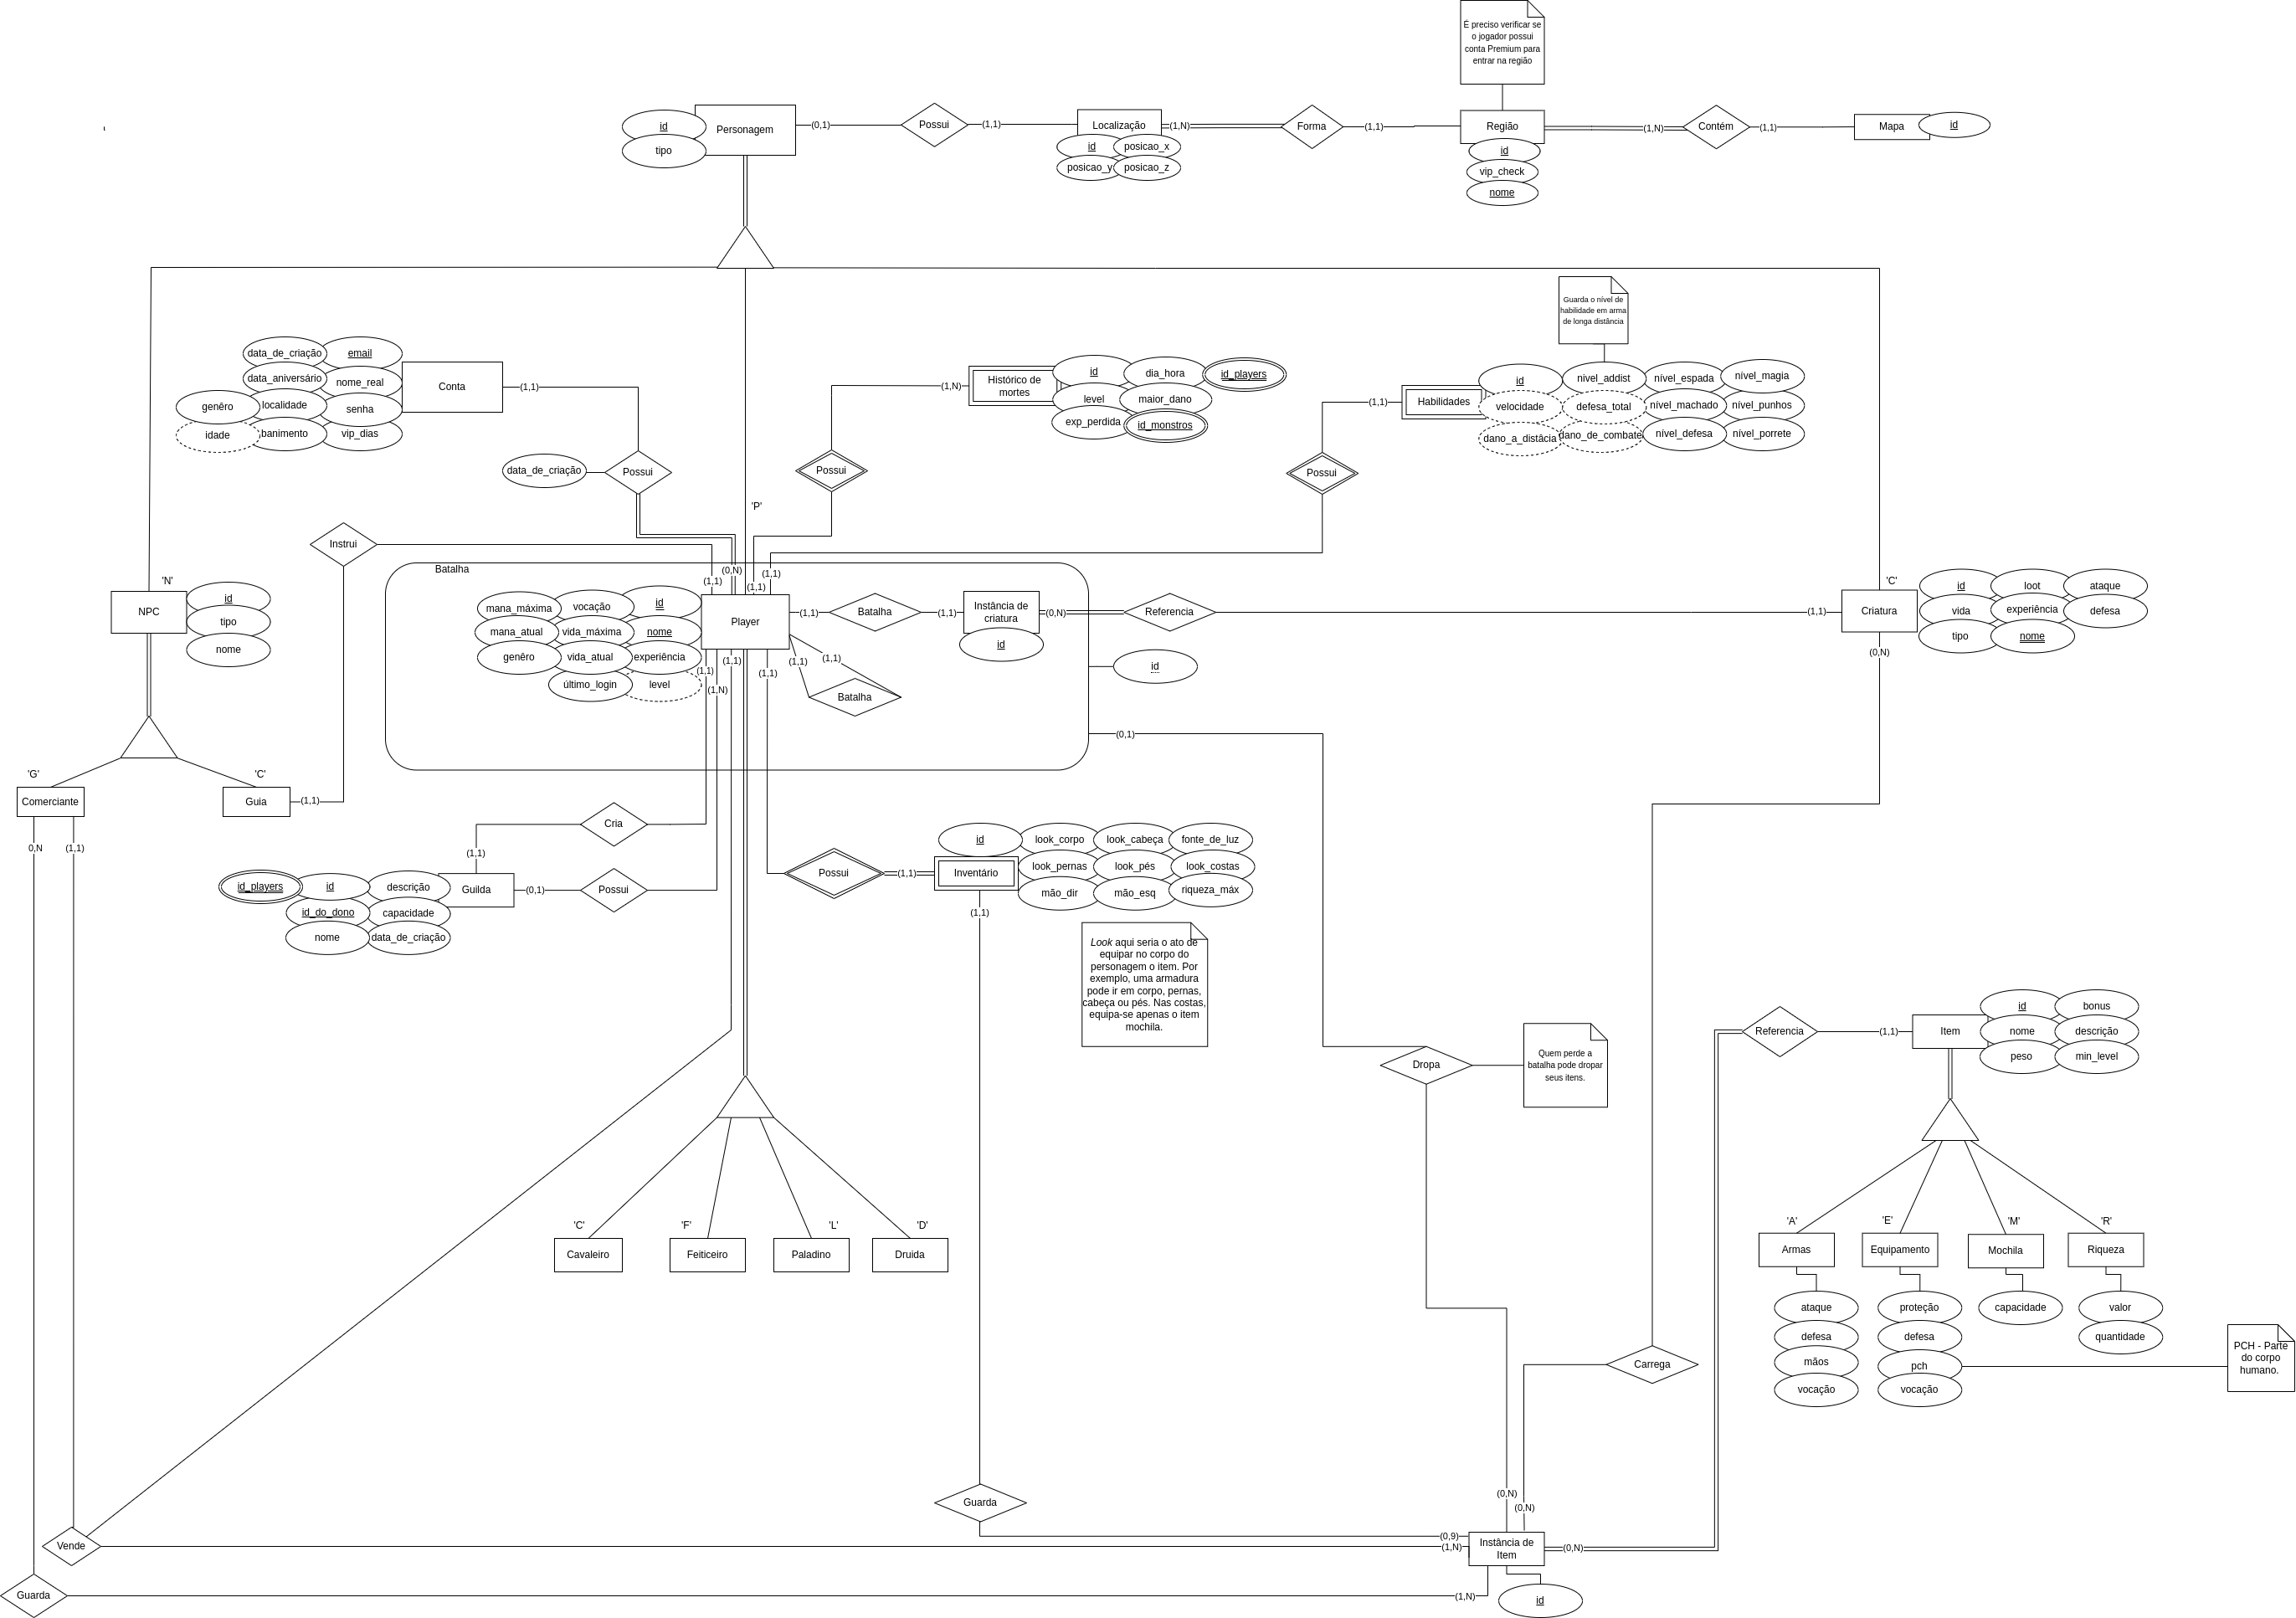 É preciso verificar se
o jogador possui
conta Premium para
entrar na região
id
tipo
Personagem
(0,1)
Possui
(1,1)
Localização
id
posicao_x
posicao_y
posicao_z
(1,N)
Forma
(1,1)
Região
id
vip_check
nome
(1,N)
Contém
(1,1)
Mapa
id
Guarda o nível de
habilidade em arma
de longa distância
data_de_criação
email
data_aniversário
nome_real
genêro
localidade
senha
idade
banimento
vip_dias
Conta
(1,1)
data_de_criação
Possui
(0,N)
Possui
(1,N)
(1,1)
Histórico de
mortes
id
dia_hora
id_players
level
maior_dano
exp_perdida
id_monstros
Possui
(1,1)
(1,1)
Habilidades
id
nivel_addist
nível_espada
nível_magia
velocidade
defesa_total
nível_machado
nível_punhos
dano_a_distâcia
dano_de_combate
nível_defesa
nível_porrete
'P'
Instrui
(1,1)
'N'
NPC
id
tipo
nome
Batalha
mana_máxima
vocação
id
mana_atual
vida_máxima
nome
genêro
vida_atual
experiência
último_login
level
Player
(1,1)
Batalha
(1,1)
Instância de
criatura
id
(0,N)
Referencia
(1,1)
'C'
Criatura
id
loot
ataque
vida
experiência
defesa
tipo
nome
(0,N)
(1,1)
(1,1)
Batalha
id
(0,1)
(1,1)
(1,N)
(1,1)
(1,1)
'G'
'C'
Comerciante
Guia
(1,1)
0,N
(1,1)
Cria
(1,1)
id_players
id
descrição
id_do_dono
capacidade
nome
data_de_criação
Guilda
(0,1)
Possui
Possui
(1,1)
Inventário
id
look_corpo
look_cabeça
fonte_de_luz
look_pernas
look_pés
look_costas
mão_dir
mão_esq
riqueza_máx
(1,1)
Look aqui seria o ato de
equipar no corpo do
personagem o item. Por
exemplo, uma armadura
pode ir em corpo, pernas,
cabeça ou pés. Nas costas,
equipa-se apenas o item
mochila.
Dropa
Quem perde a
batalha pode dropar
seus itens.
Referencia
(1,1)
Item
id
bonus
nome
descrição
peso
min_level
'C'
'F'
'L'
'D'
Cavaleiro
Feiticeiro
Paladino
Druida
'A'
'E'
'M'
'R'
Armas
Equipamento
Mochila
Riqueza
ataque
defesa
mãos
vocação
proteção
defesa
pch
vocação
capacidade
valor
quantidade
PCH - Parte
do corpo
humano.
Carrega
Guarda
(0,N)
(0,N)
(0,9)
(1,N)
Instância de
Item
(0,N)
id
Vende
Guarda
(1,N)